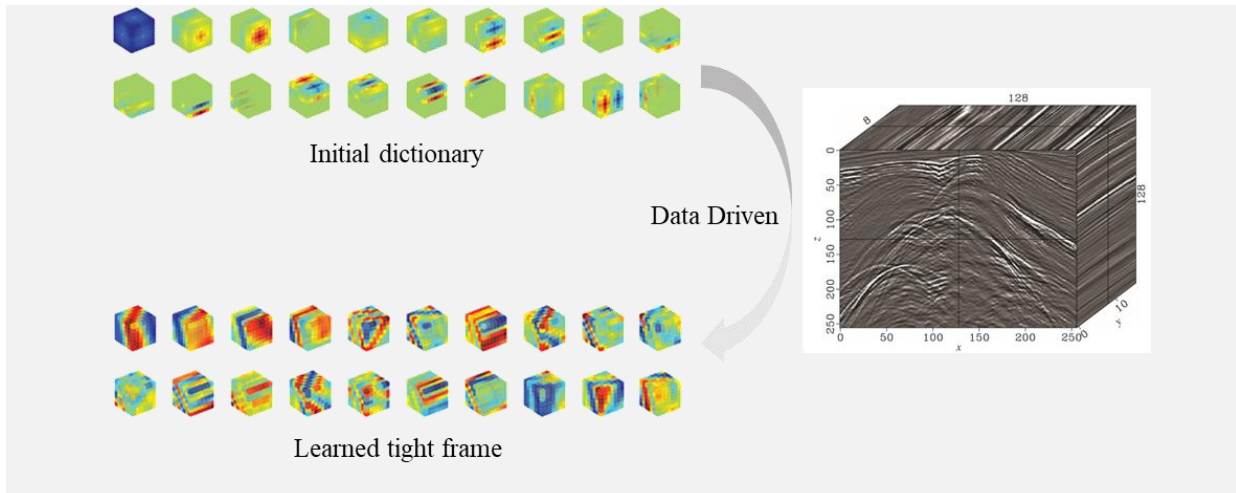 Initial dictionary
Data Driven
Learned tight frame
128
8
0
50
100
150
200
250
z
128
0
50
100
150
200
250
x
0
10
y